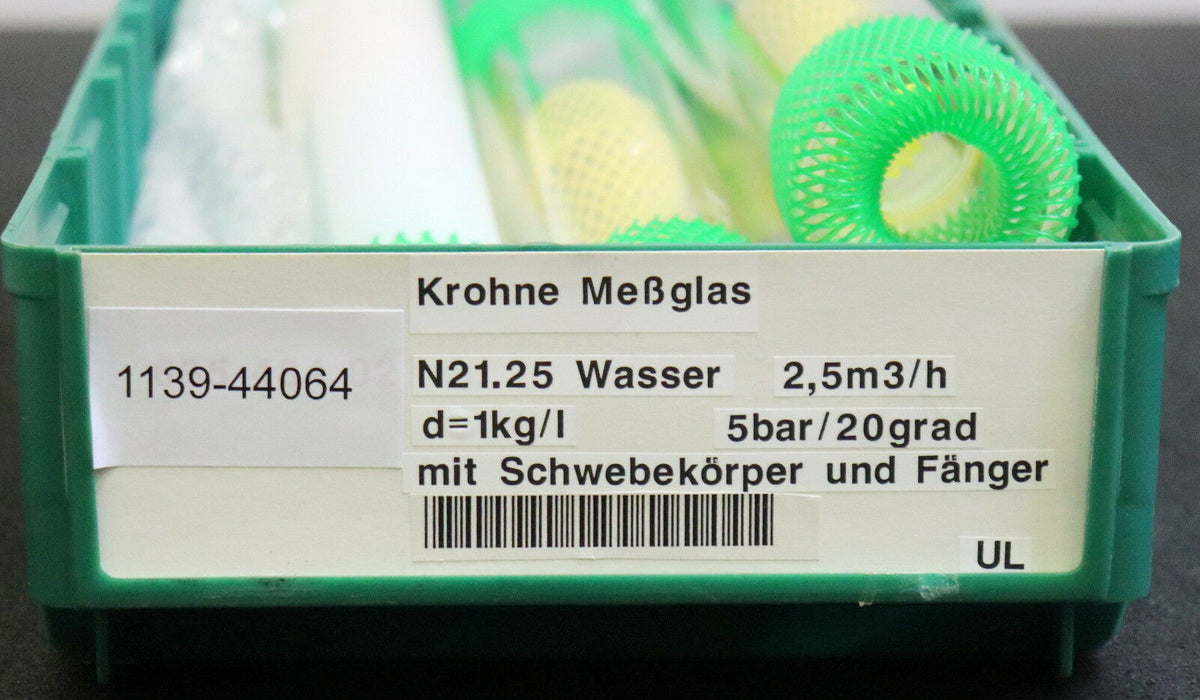 Krohne Meßglas
1139-44064
N21.25 Wasser 2,5m3/h
d=1kg/l 5bar/20grad
mit Schwebekörper und Fänger
UL